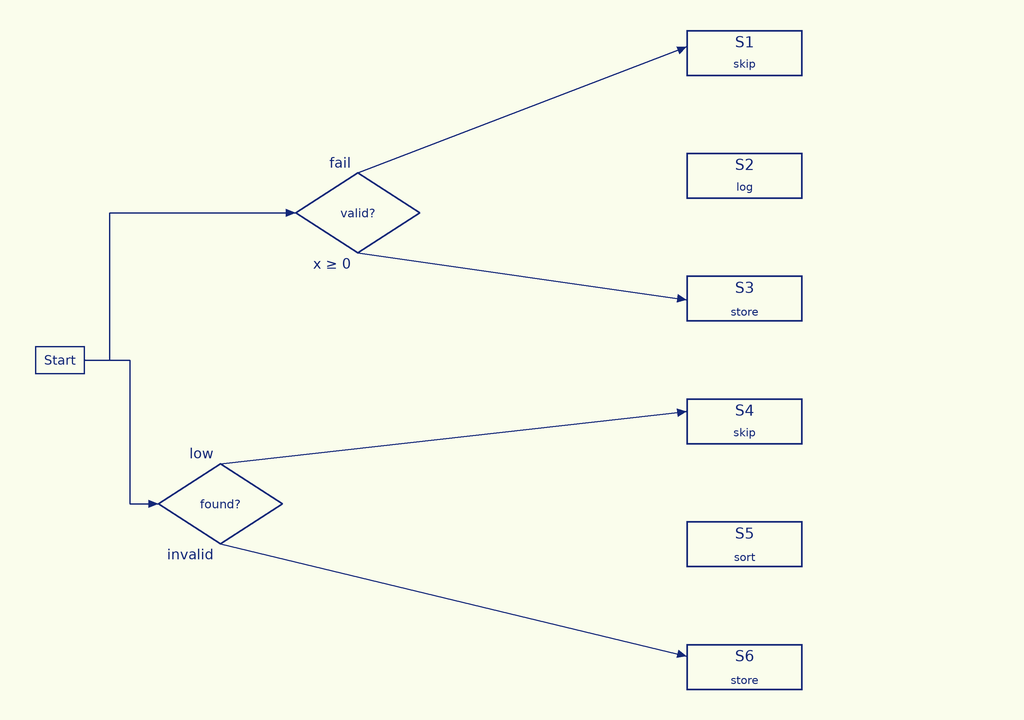 S1
skip
fail
S2
log
valid?
x ≥ 0
S3
store
Start
S4
skip
low
found?
S5
sort
invalid
S6
store